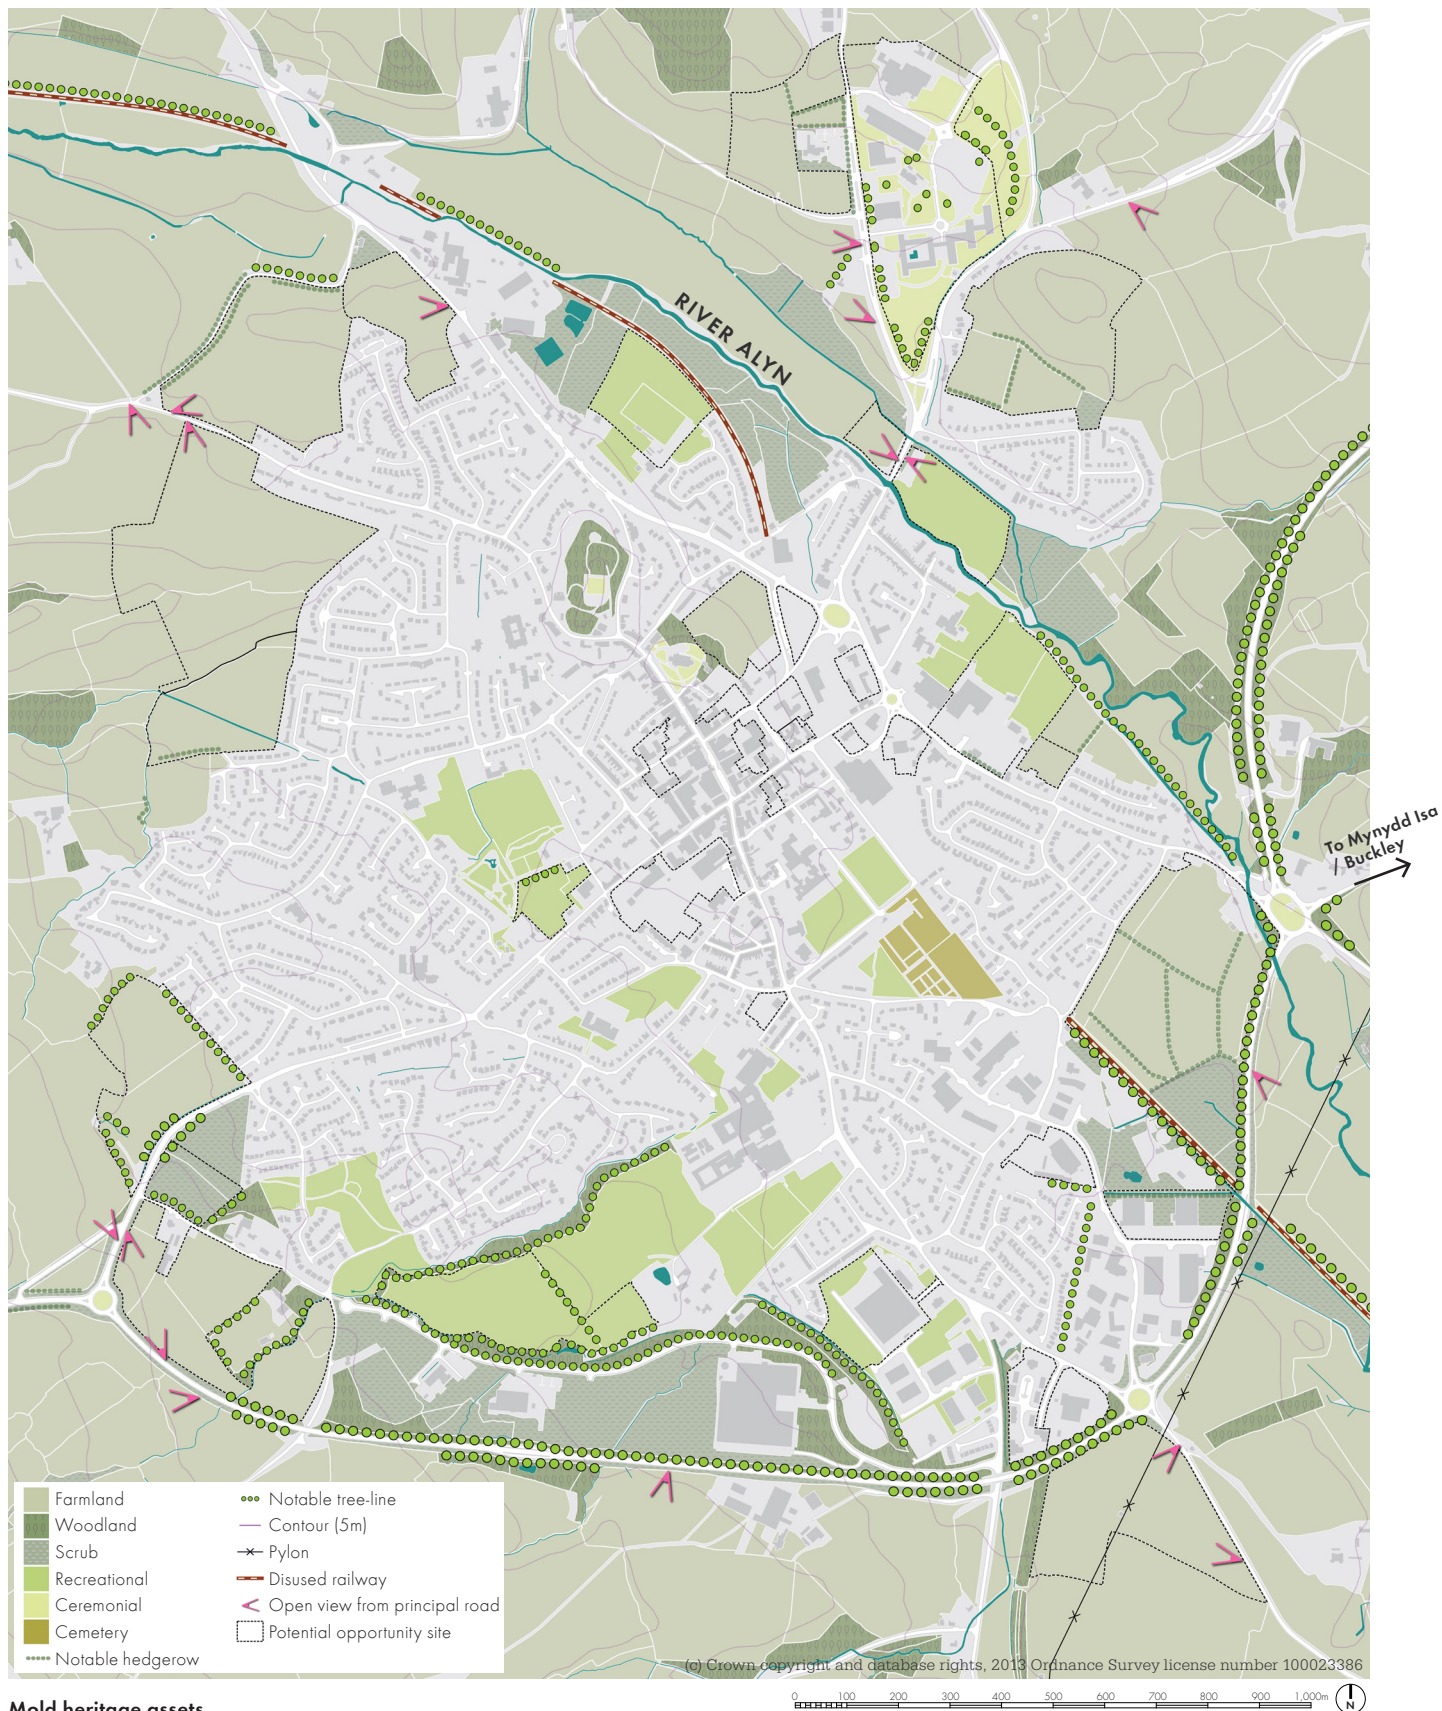 RIVER ALYN
To Mynydd Isa
/ Buckley
Farmland
Woodland
Scrub
Recreational
Ceremonial
Cemetery
Notable hedgerow
Notable tree-line
Contour (5m)
Pylon
Disused railway
Open view from principal road
Potential opportunity site
(c) Crown copyright and database rights, 2013 Ordnance Survey license number 100023386
Mold heritage assets
0 100 200 300 400 500 600 700 800 900 1,000m
N